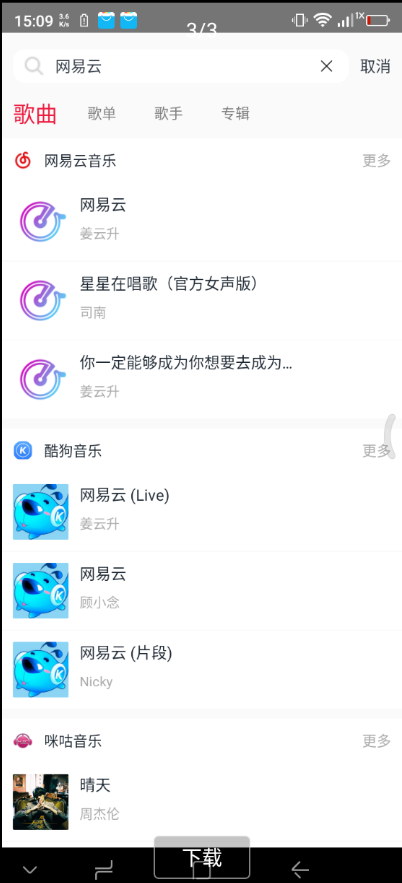 15:09 3.6 K/s 1X
3/3
网易云 取消
歌曲 歌单 歌手 专辑
网易云音乐 更多
网易云
姜云升
星星在唱歌（官方女声版）
司南
你一定能够成为你想要去成为...
姜云升
酷狗音乐 更多
网易云 (Live)
姜云升
网易云
顾小念
网易云 (片段)
Nicky
咪咕音乐 更多
晴天
周杰伦
下载